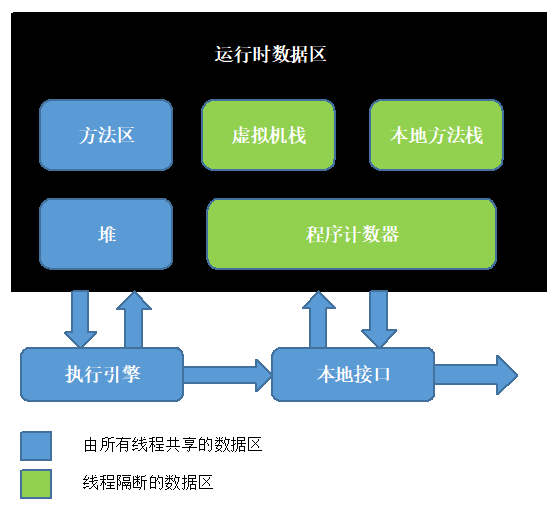 运行时数据区
方法区
虚拟机栈
本地方法栈
堆
程序计数器
执行引擎
本地接口
由所有线程共享的数据区
线程隔断的数据区